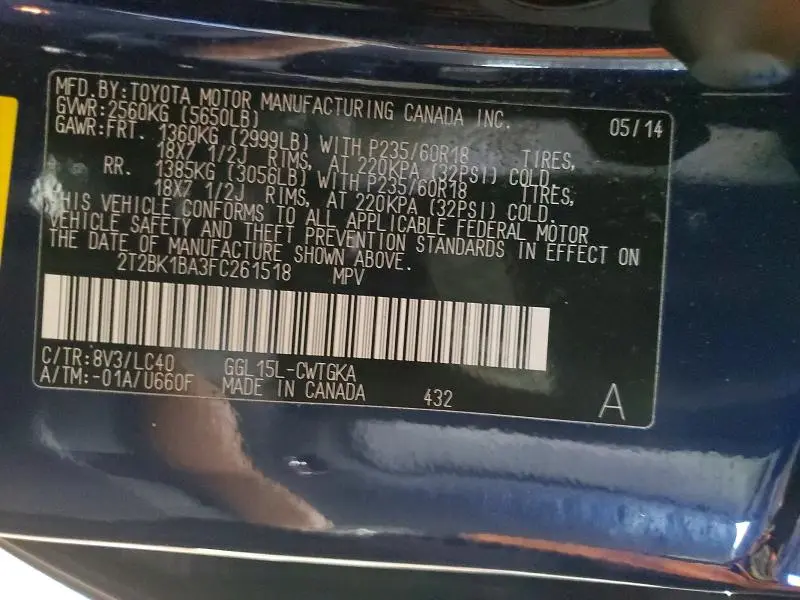 MFD.BY:TOYOTA MOTOR MANUFACTURING CANADA INC. 05/14
GVWR:2560KG (5650LB)
GAWR:FRT. 1360KG (2999LB) WITH P235/60R18 TIRES,
18X7 1/2J RIMS, AT 220KPA (32PSI) COLD.
RR. 1385KG (3056LB) WITH P235/60R18 TIRES,
18X7 1/2J RIMS, AT 220KPA (32PSI) COLD.
THIS VEHICLE CONFORMS TO ALL APPLICABLE FEDERAL MOTOR
VEHICLE SAFETY AND THEFT PREVENTION STANDARDS IN EFFECT ON
THE DATE OF MANUFACTURE SHOWN ABOVE.
2T2BK1BA3FC261518 MPV
C/TR:8V3/LC40 GGL15L-CWTGKA
A/TM:-01A/U660F MADE IN CANADA 432 A